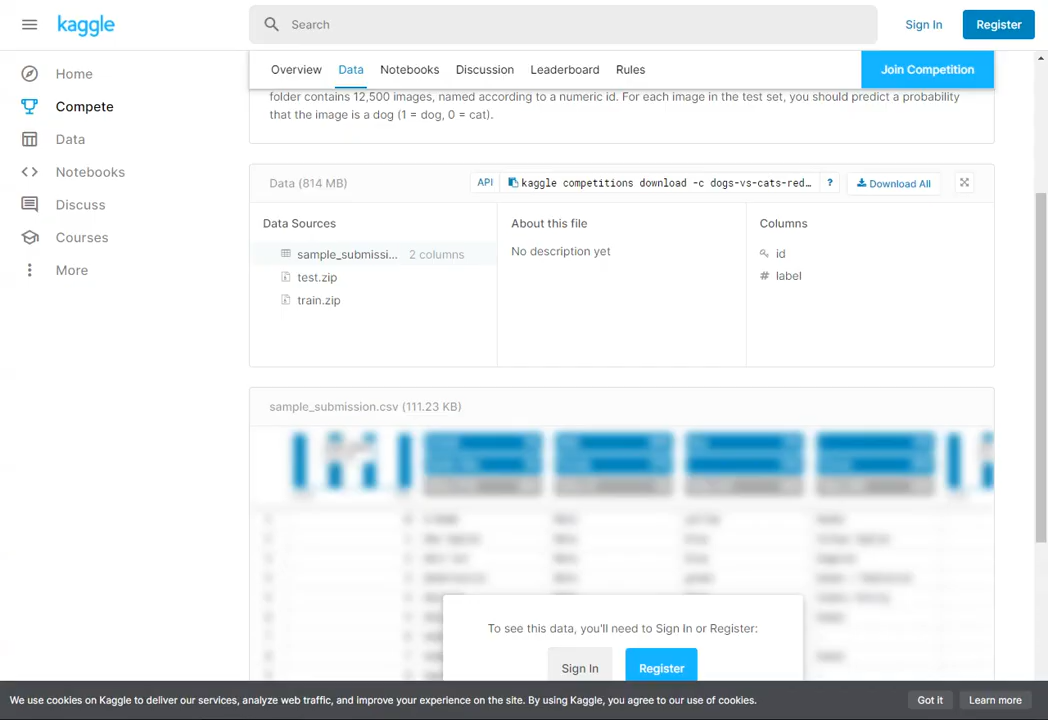 kaggle
Search
Sign In
Register
Home
Compete
Data
Notebooks
Discuss
Courses
More
Overview
Data
Notebooks
Discussion
Leaderboard
Rules
Join Competition
folder contains 12,500 images, named according to a numeric id. For each image in the test set, you should predict a probability
that the image is a dog (1 = dog, 0 = cat).
Data (814 MB)
API
kaggle competitions download -c dogs-vs-cats-red…
?
Download All
Data Sources
sample_submissi… 2 columns
test.zip
train.zip
About this file
No description yet
Columns
id
# label
sample_submission.csv (111.23 KB)
To see this data, you'll need to Sign In or Register:
Sign In
Register
We use cookies on Kaggle to deliver our services, analyze web traffic, and improve your experience on the site. By using Kaggle, you agree to our use of cookies.
Got it
Learn more